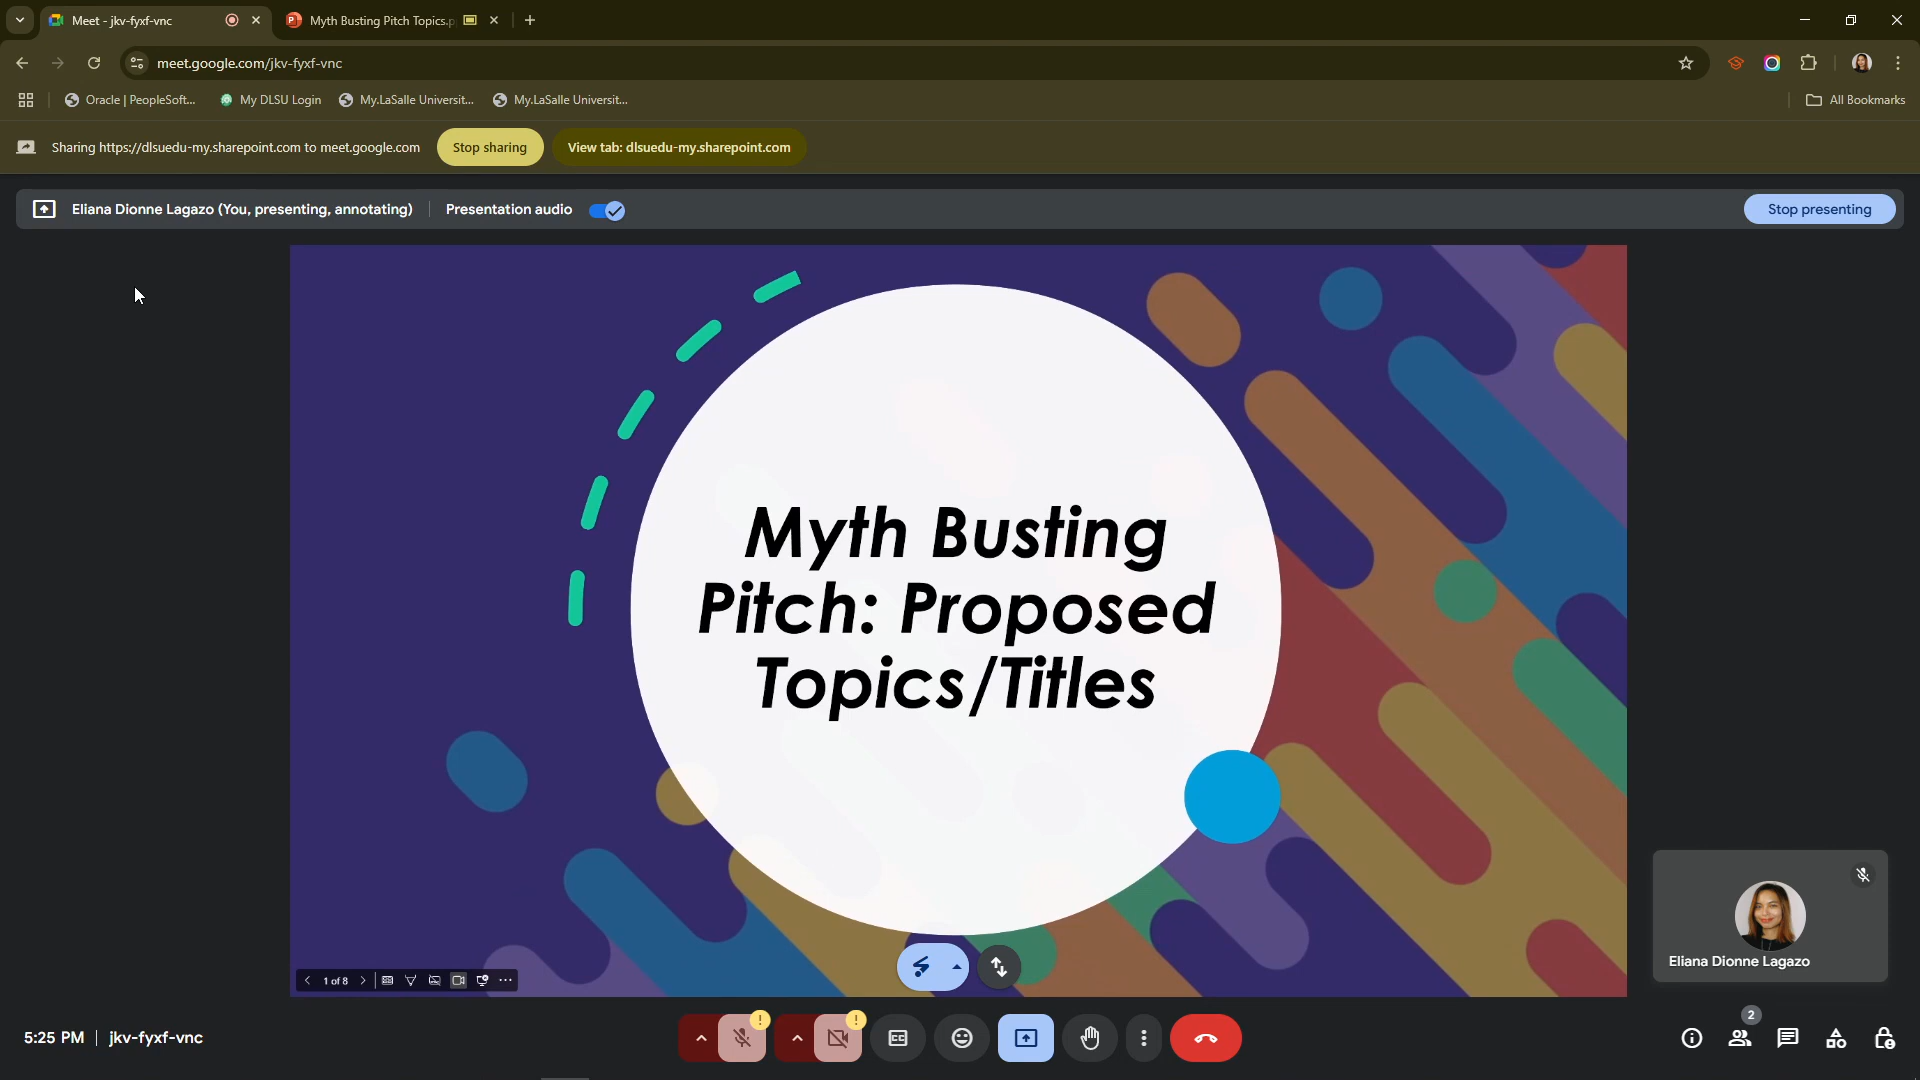 Meet - jkv-fyxf-vnc
Myth Busting Pitch Topics.p
meet.google.com/jkv-fyxf-vnc
Oracle | PeopleSoft...
My DLSU Login
My.LaSalle Universit...
My.LaSalle Universit...
All Bookmarks
Sharing https://dlsuedu-my.sharepoint.com to meet.google.com
Stop sharing
View tab: dlsuedu-my.sharepoint.com
Eliana Dionne Lagazo (You, presenting, annotating)
Presentation audio
Stop presenting
Myth Busting
Pitch: Proposed
Topics/Titles
1 of 8
Eliana Dionne Lagazo
5:25 PM
jkv-fyxf-vnc
!
!
CC
2